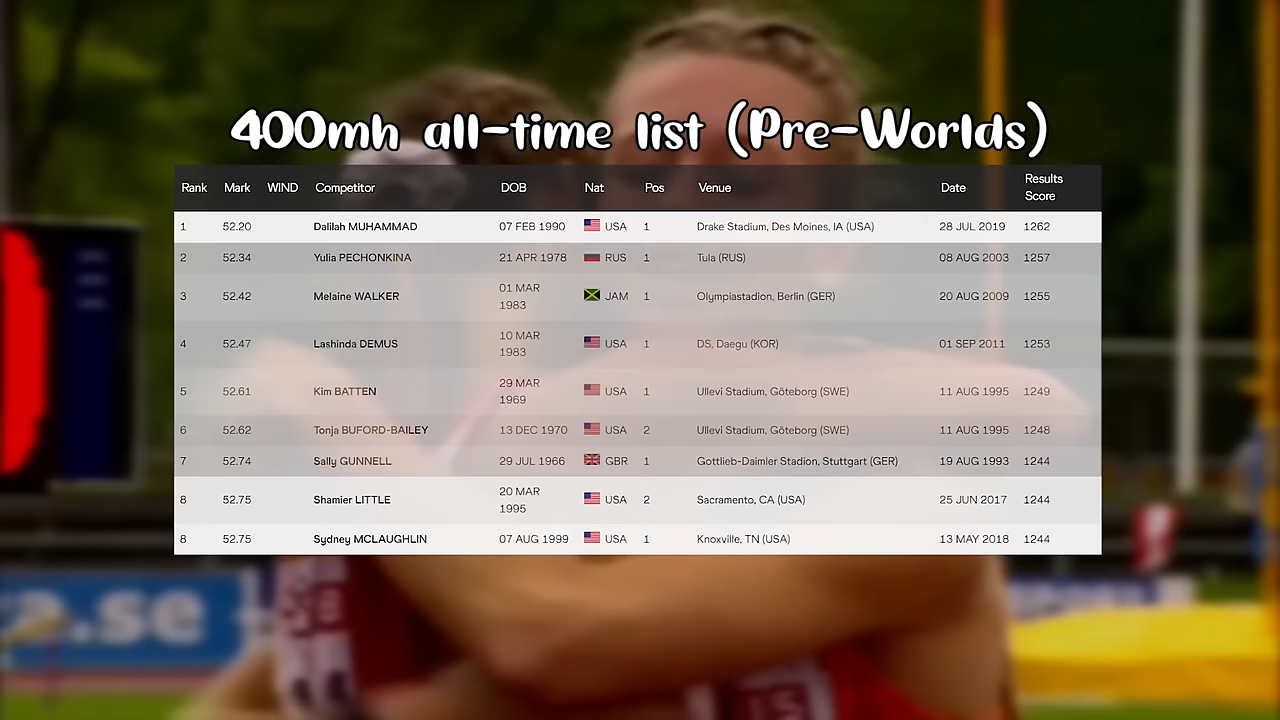 400mh all-time list (Pre-Worlds)
Rank Mark WIND Competitor DOB Nat Pos Venue Date Results Score
1 52.20 Dalilah MUHAMMAD 07 FEB 1990 USA 1 Drake Stadium, Des Moines, IA (USA) 28 JUL 2019 1262
2 52.34 Yulia PECHONKINA 21 APR 1978 RUS 1 Tula (RUS) 08 AUG 2003 1257
3 52.42 Melaine WALKER 01 MAR 1983 JAM 1 Olympiastadion, Berlin (GER) 20 AUG 2009 1255
4 52.47 Lashinda DEMUS 10 MAR 1983 USA 1 DS, Daegu (KOR) 01 SEP 2011 1253
5 52.61 Kim BATTEN 29 MAR 1969 USA 1 Ullevi Stadium, Göteborg (SWE) 11 AUG 1995 1249
6 52.62 Tonja BUFORD-BAILEY 13 DEC 1970 USA 2 Ullevi Stadium, Göteborg (SWE) 11 AUG 1995 1248
7 52.74 Sally GUNNELL 29 JUL 1966 GBR 1 Gottlieb-Daimler Stadion, Stuttgart (GER) 19 AUG 1993 1244
8 52.75 Shamier LITTLE 20 MAR 1995 USA 2 Sacramento, CA (USA) 25 JUN 2017 1244
8 52.75 Sydney MCLAUGHLIN 07 AUG 1999 USA 1 Knoxville, TN (USA) 13 MAY 2018 1244
.se